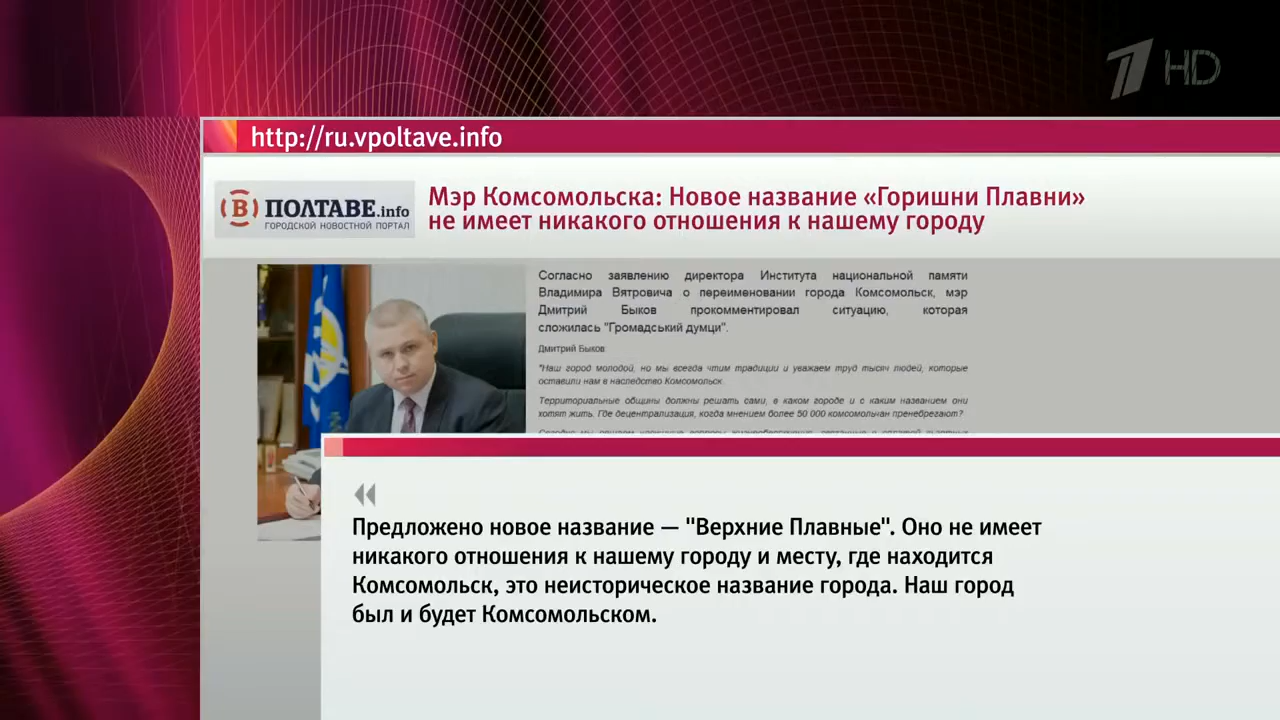 1 HD
http://ru.vpoltave.info
(В) ПОЛТАВЕ.info
ГОРОДСКОЙ НОВОСТНОЙ ПОРТАЛ
Мэр Комсомольска: Новое название «Горишни Плавни»
не имеет никакого отношения к нашему городу
Согласно заявлению директора Института национальной памяти
Владимира Вятровича о переименовании города Комсомольск, мэр
Дмитрий Быков прокомментировал ситуацию, которая
сложилась "Громадський думци".
Дмитрий Быков:
"Наш город молодой, но мы всегда чтим традиции и уважаем труд тысяч людей, которые
оставили нам в наследство Комсомольск.
Территориальные общины должны решать сами, в каком городе и с каким названием они
хотят жить. Где децентрализация, когда мнением более 50 000 комсомольчан пренебрегают?
Предложено новое название — "Верхние Плавные". Оно не имеет
никакого отношения к нашему городу и месту, где находится
Комсомольск, это неисторическое название города. Наш город
был и будет Комсомольском.